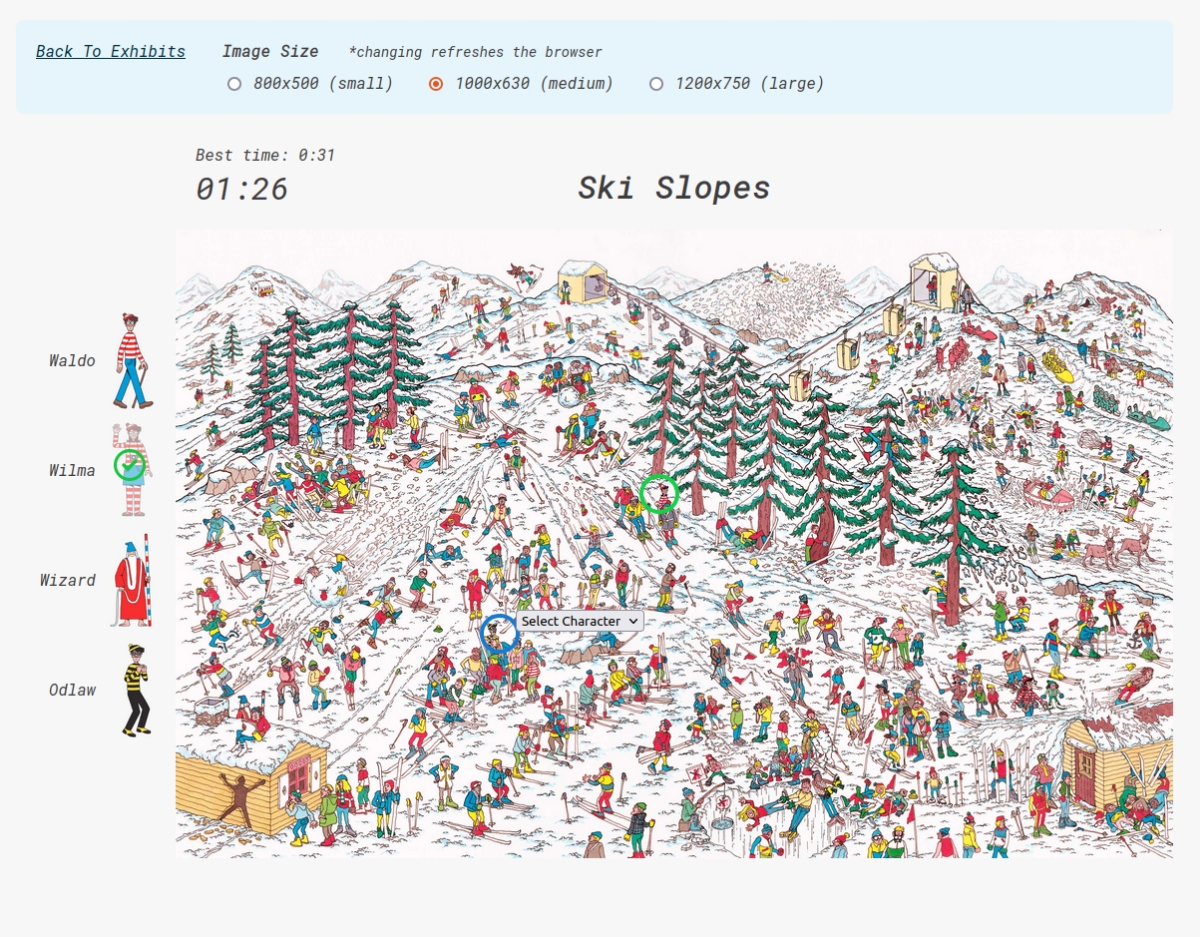 Back To Exhibits
Image Size *changing refreshes the browser
800x500 (small) 1000x630 (medium) 1200x750 (large)
Best time: 0:31
01:26
Ski Slopes
Waldo
Wilma
Wizard
Odlaw
Select Character